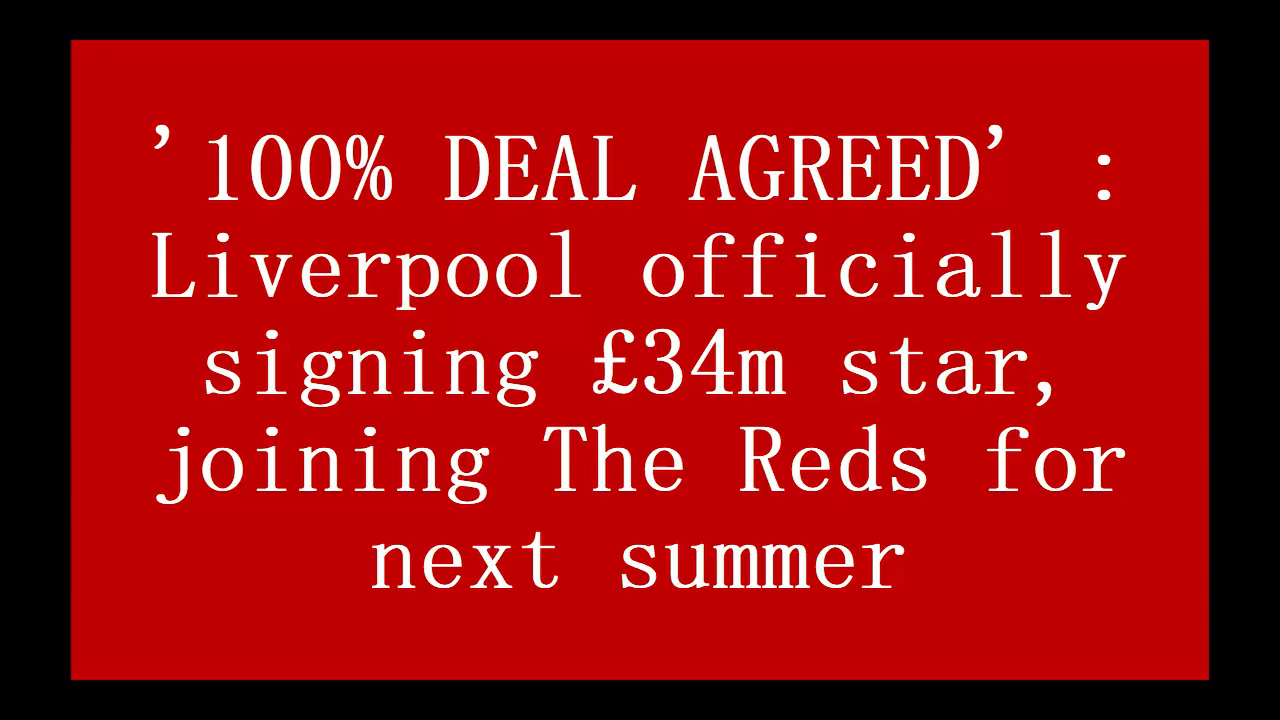 ’100% DEAL AGREED’ :
Liverpool officially
signing £34m star,
joining The Reds for
next summer